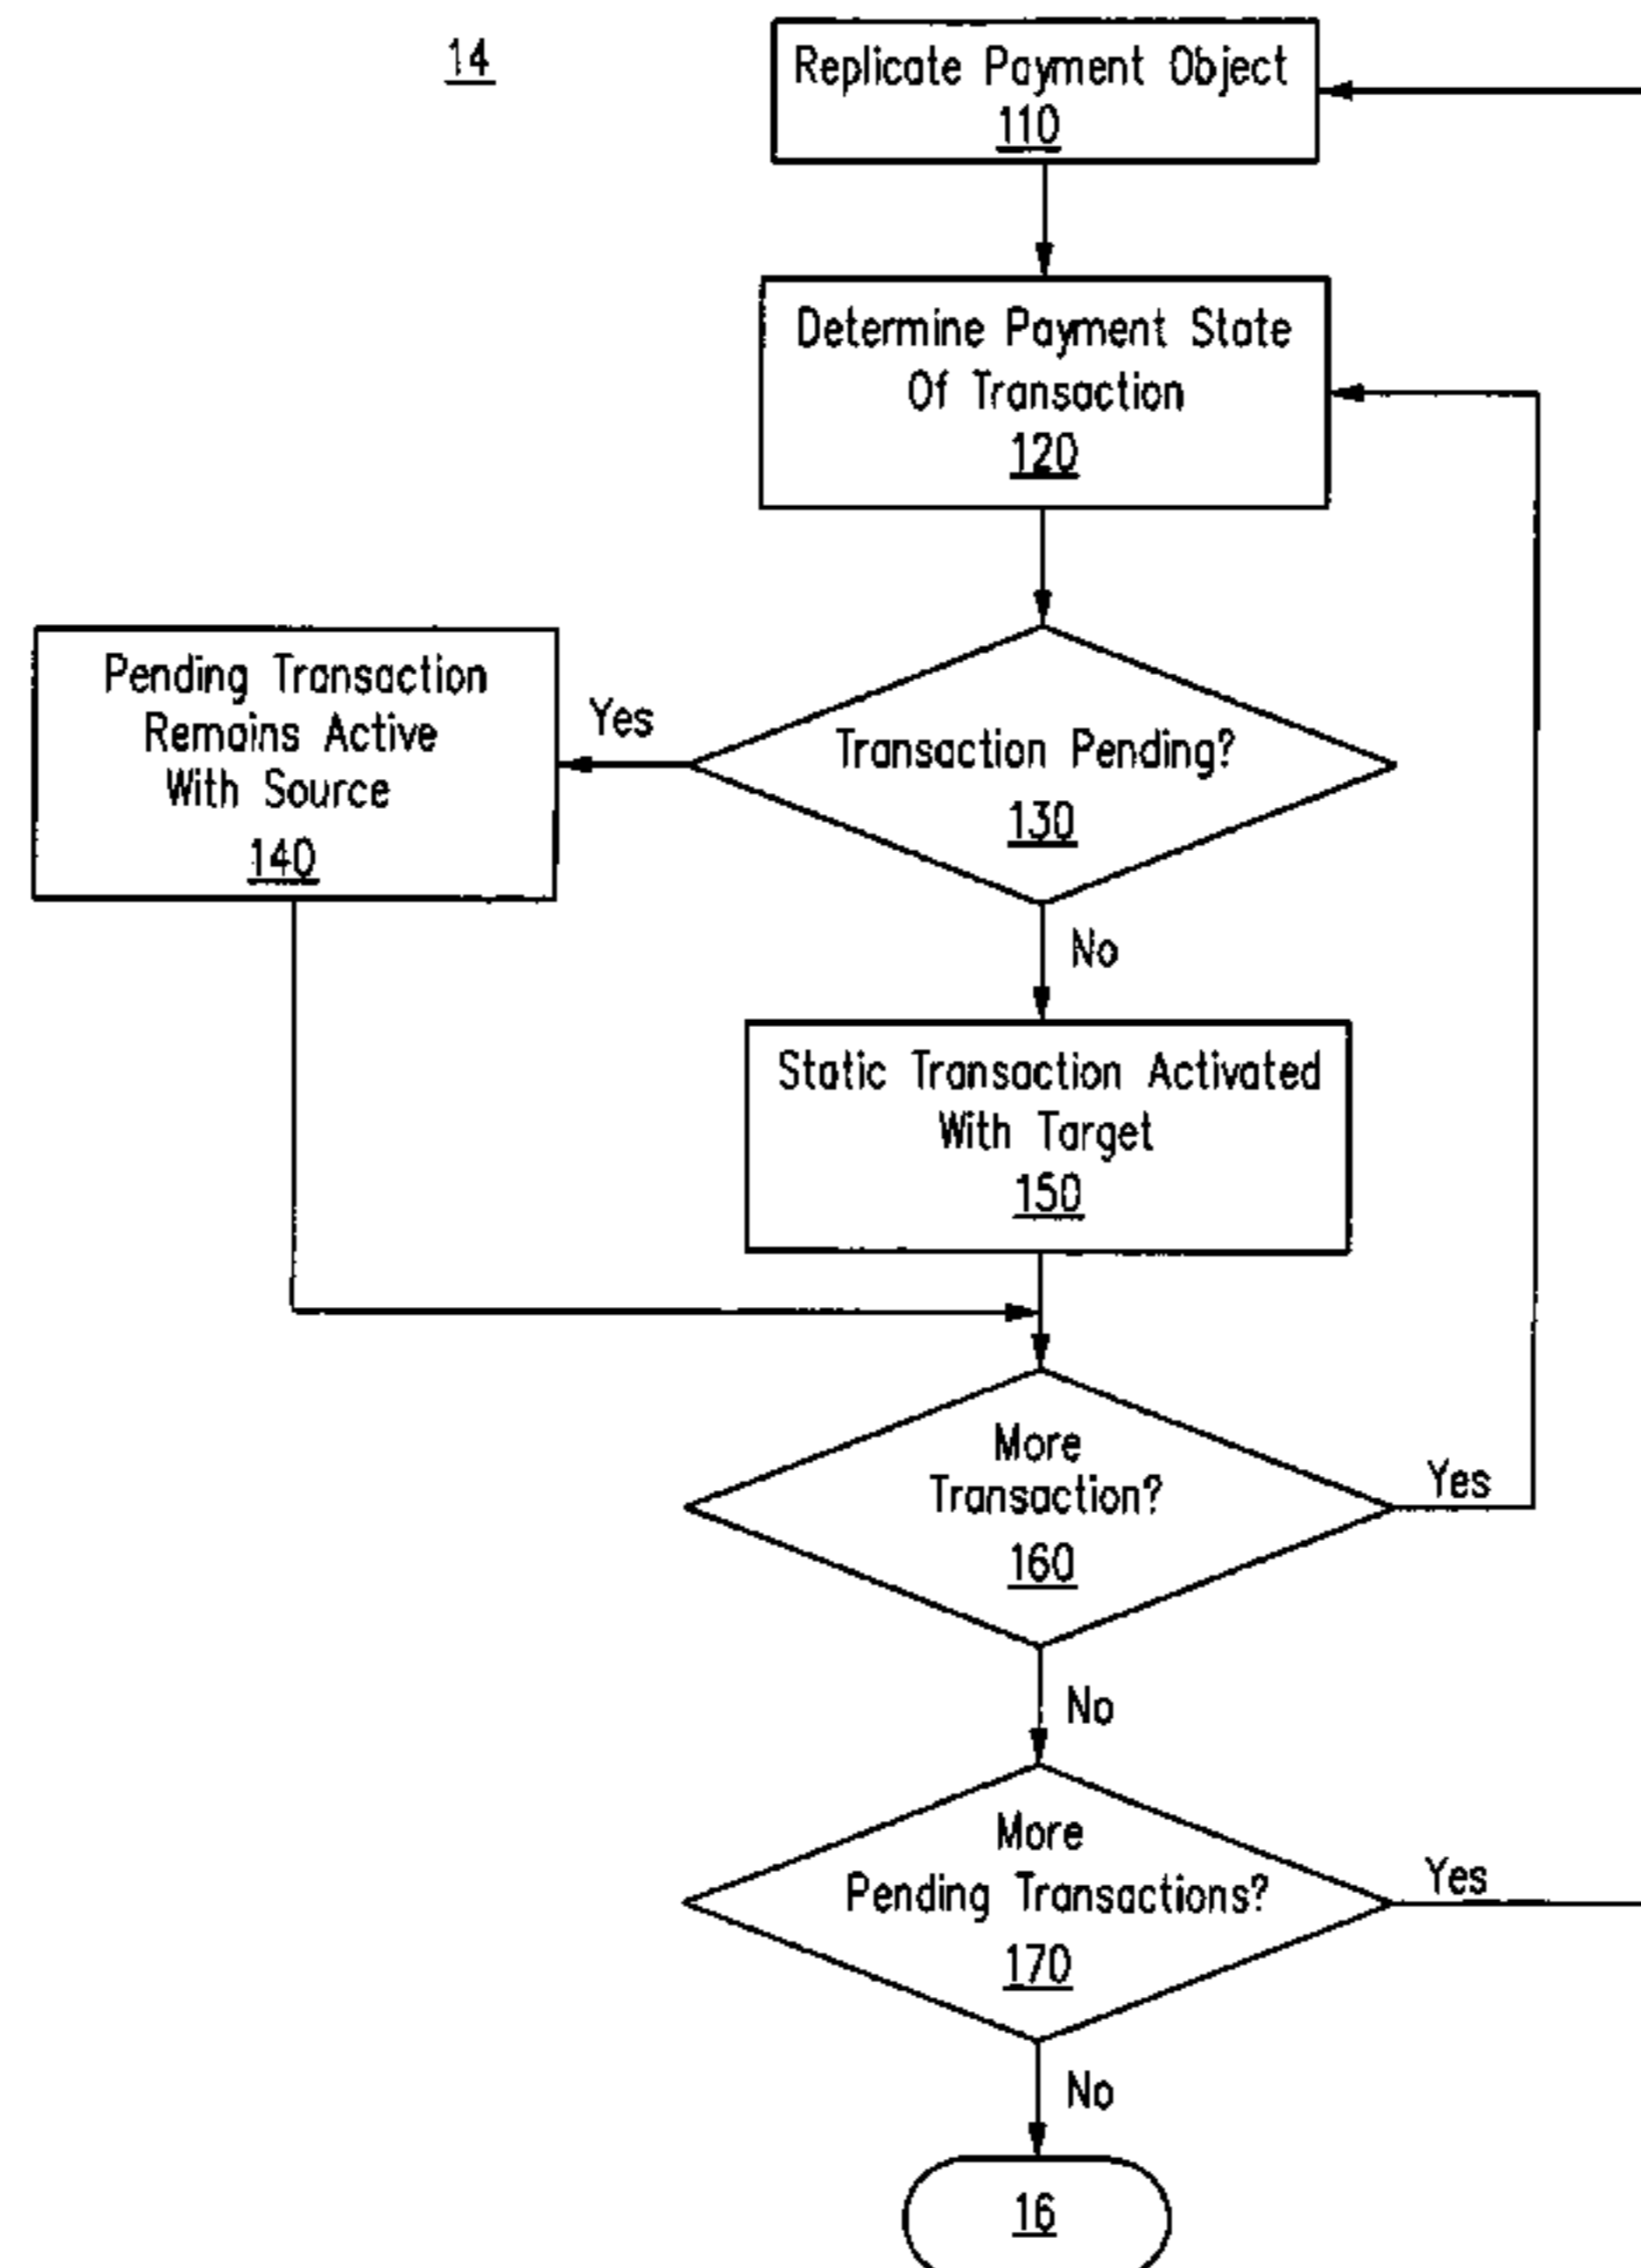 14
Replicate Payment Object
110
Determine Payment State
Of Transaction
120
Pending Transaction
Remains Active
With Source
140
Yes
Transaction Pending?
130
No
Static Transaction Activated
With Target
150
More
Transaction?
160
Yes
No
More
Pending Transactions?
170
Yes
No
16